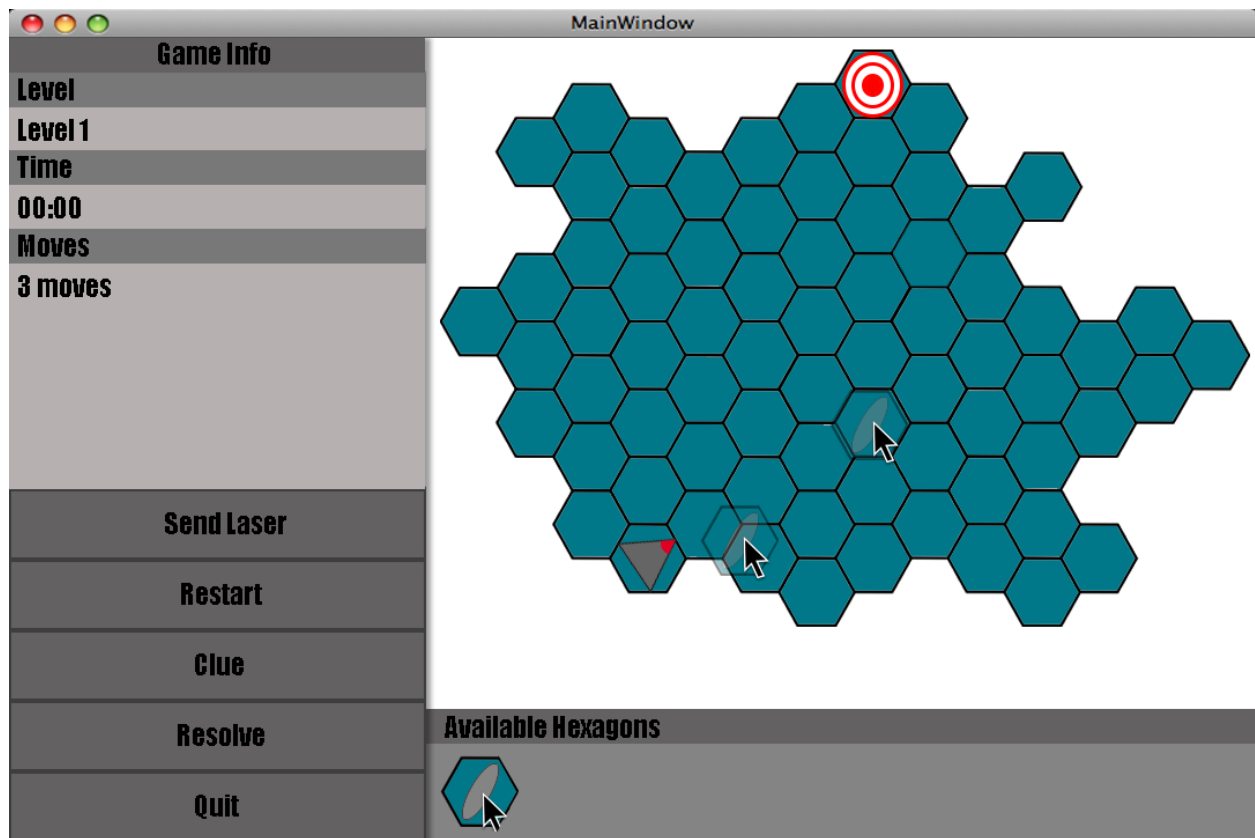 MainWindow
Game Info
Level
Level 1
Time
00:00
Moves
3 moves
Send Laser
Restart
Clue
Resolve
Quit
Available Hexagons